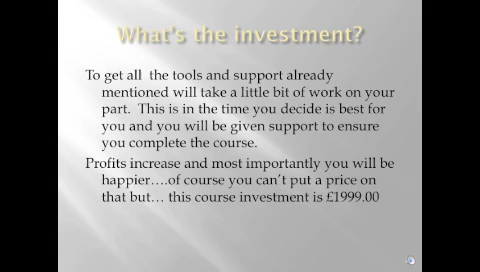 What's the investment?
To get all the tools and support already
mentioned will take a little bit of work on your
part. This is in the time you decide is best for
you and you will be given support to ensure
you complete the course.
Profits increase and most importantly you will be
happier….of course you can't put a price on
that but… this course investment is £1999.00